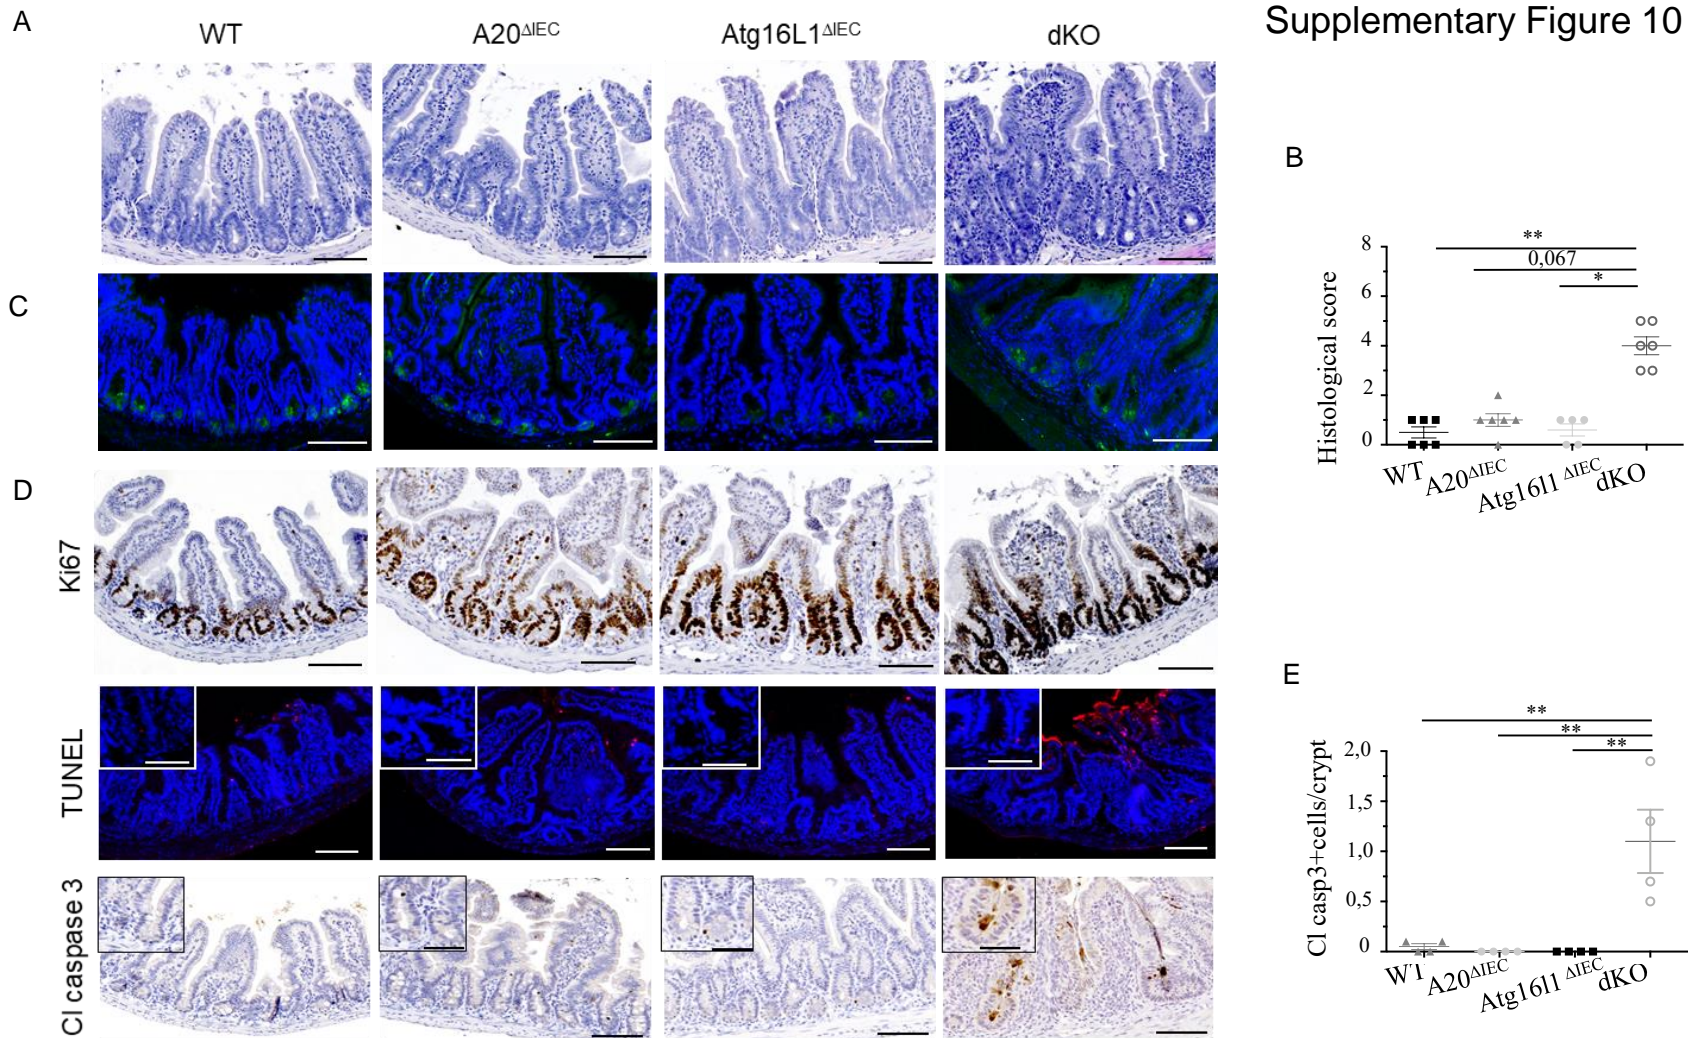 Supplementary Figure 10
A
WT
A20ΔIEC
Atg16L1ΔIEC
dKO
B
8
6
4
2
0
Histological score
**
0,067
*
WT
A20ΔIEC
Atg16l1 ΔIEC
dKO
C
D
Ki67
TUNEL
Cl caspase 3
E
2,0
1,5
1,0
0,5
0
Cl casp3+cells/crypt
**
**
**
WT
A20ΔIEC
Atg16l1 ΔIEC
dKO